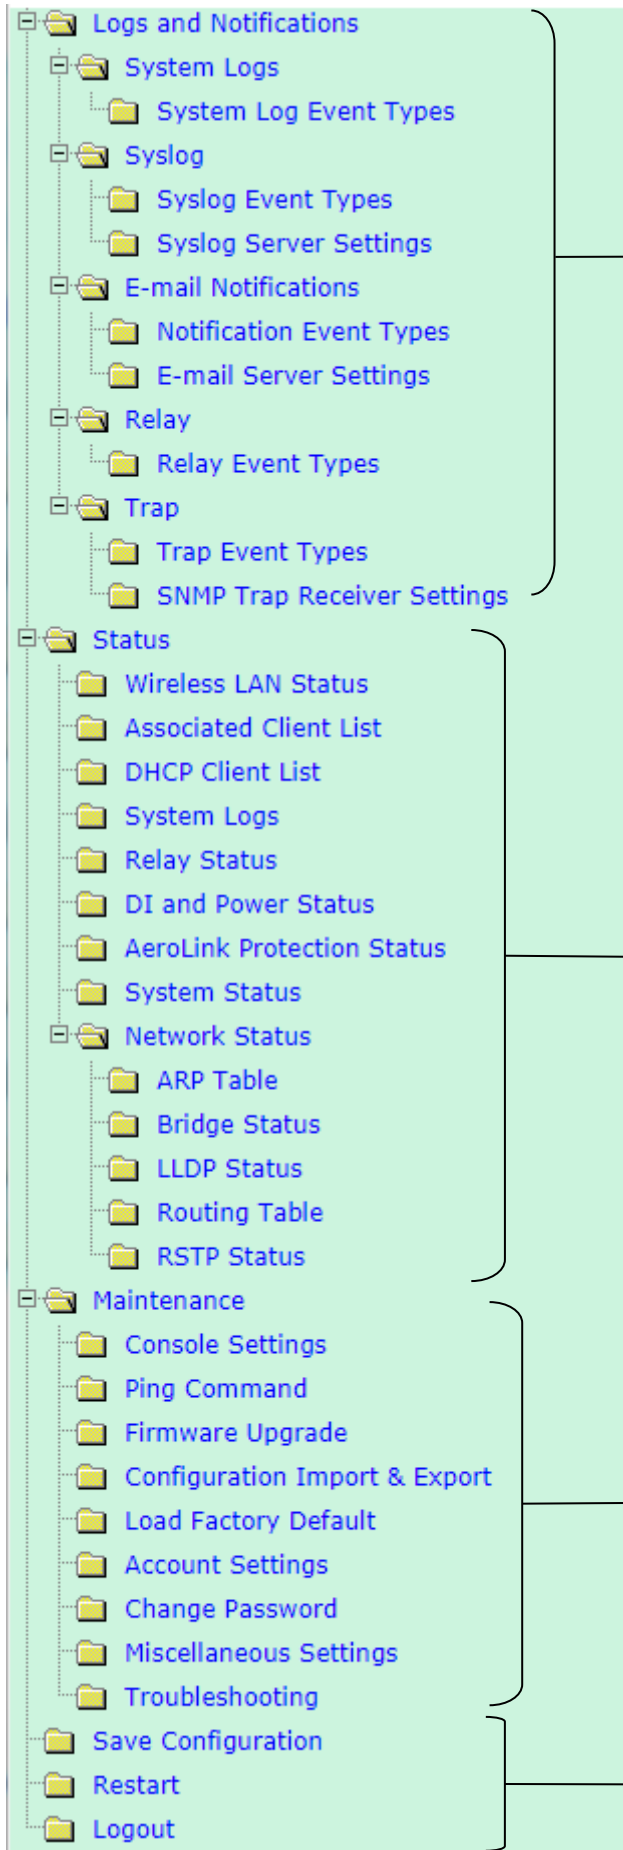 Logs and Notifications
System Logs
System Log Event Types
Syslog
Syslog Event Types
Syslog Server Settings
E-mail Notifications
Notification Event Types
E-mail Server Settings
Relay
Relay Event Types
Trap
Trap Event Types
SNMP Trap Receiver Settings
Status
Wireless LAN Status
Associated Client List
DHCP Client List
System Logs
Relay Status
DI and Power Status
AeroLink Protection Status
System Status
Network Status
ARP Table
Bridge Status
LLDP Status
Routing Table
RSTP Status
Maintenance
Console Settings
Ping Command
Firmware Upgrade
Configuration Import & Export
Load Factory Default
Account Settings
Change Password
Miscellaneous Settings
Troubleshooting
Save Configuration
Restart
Logout